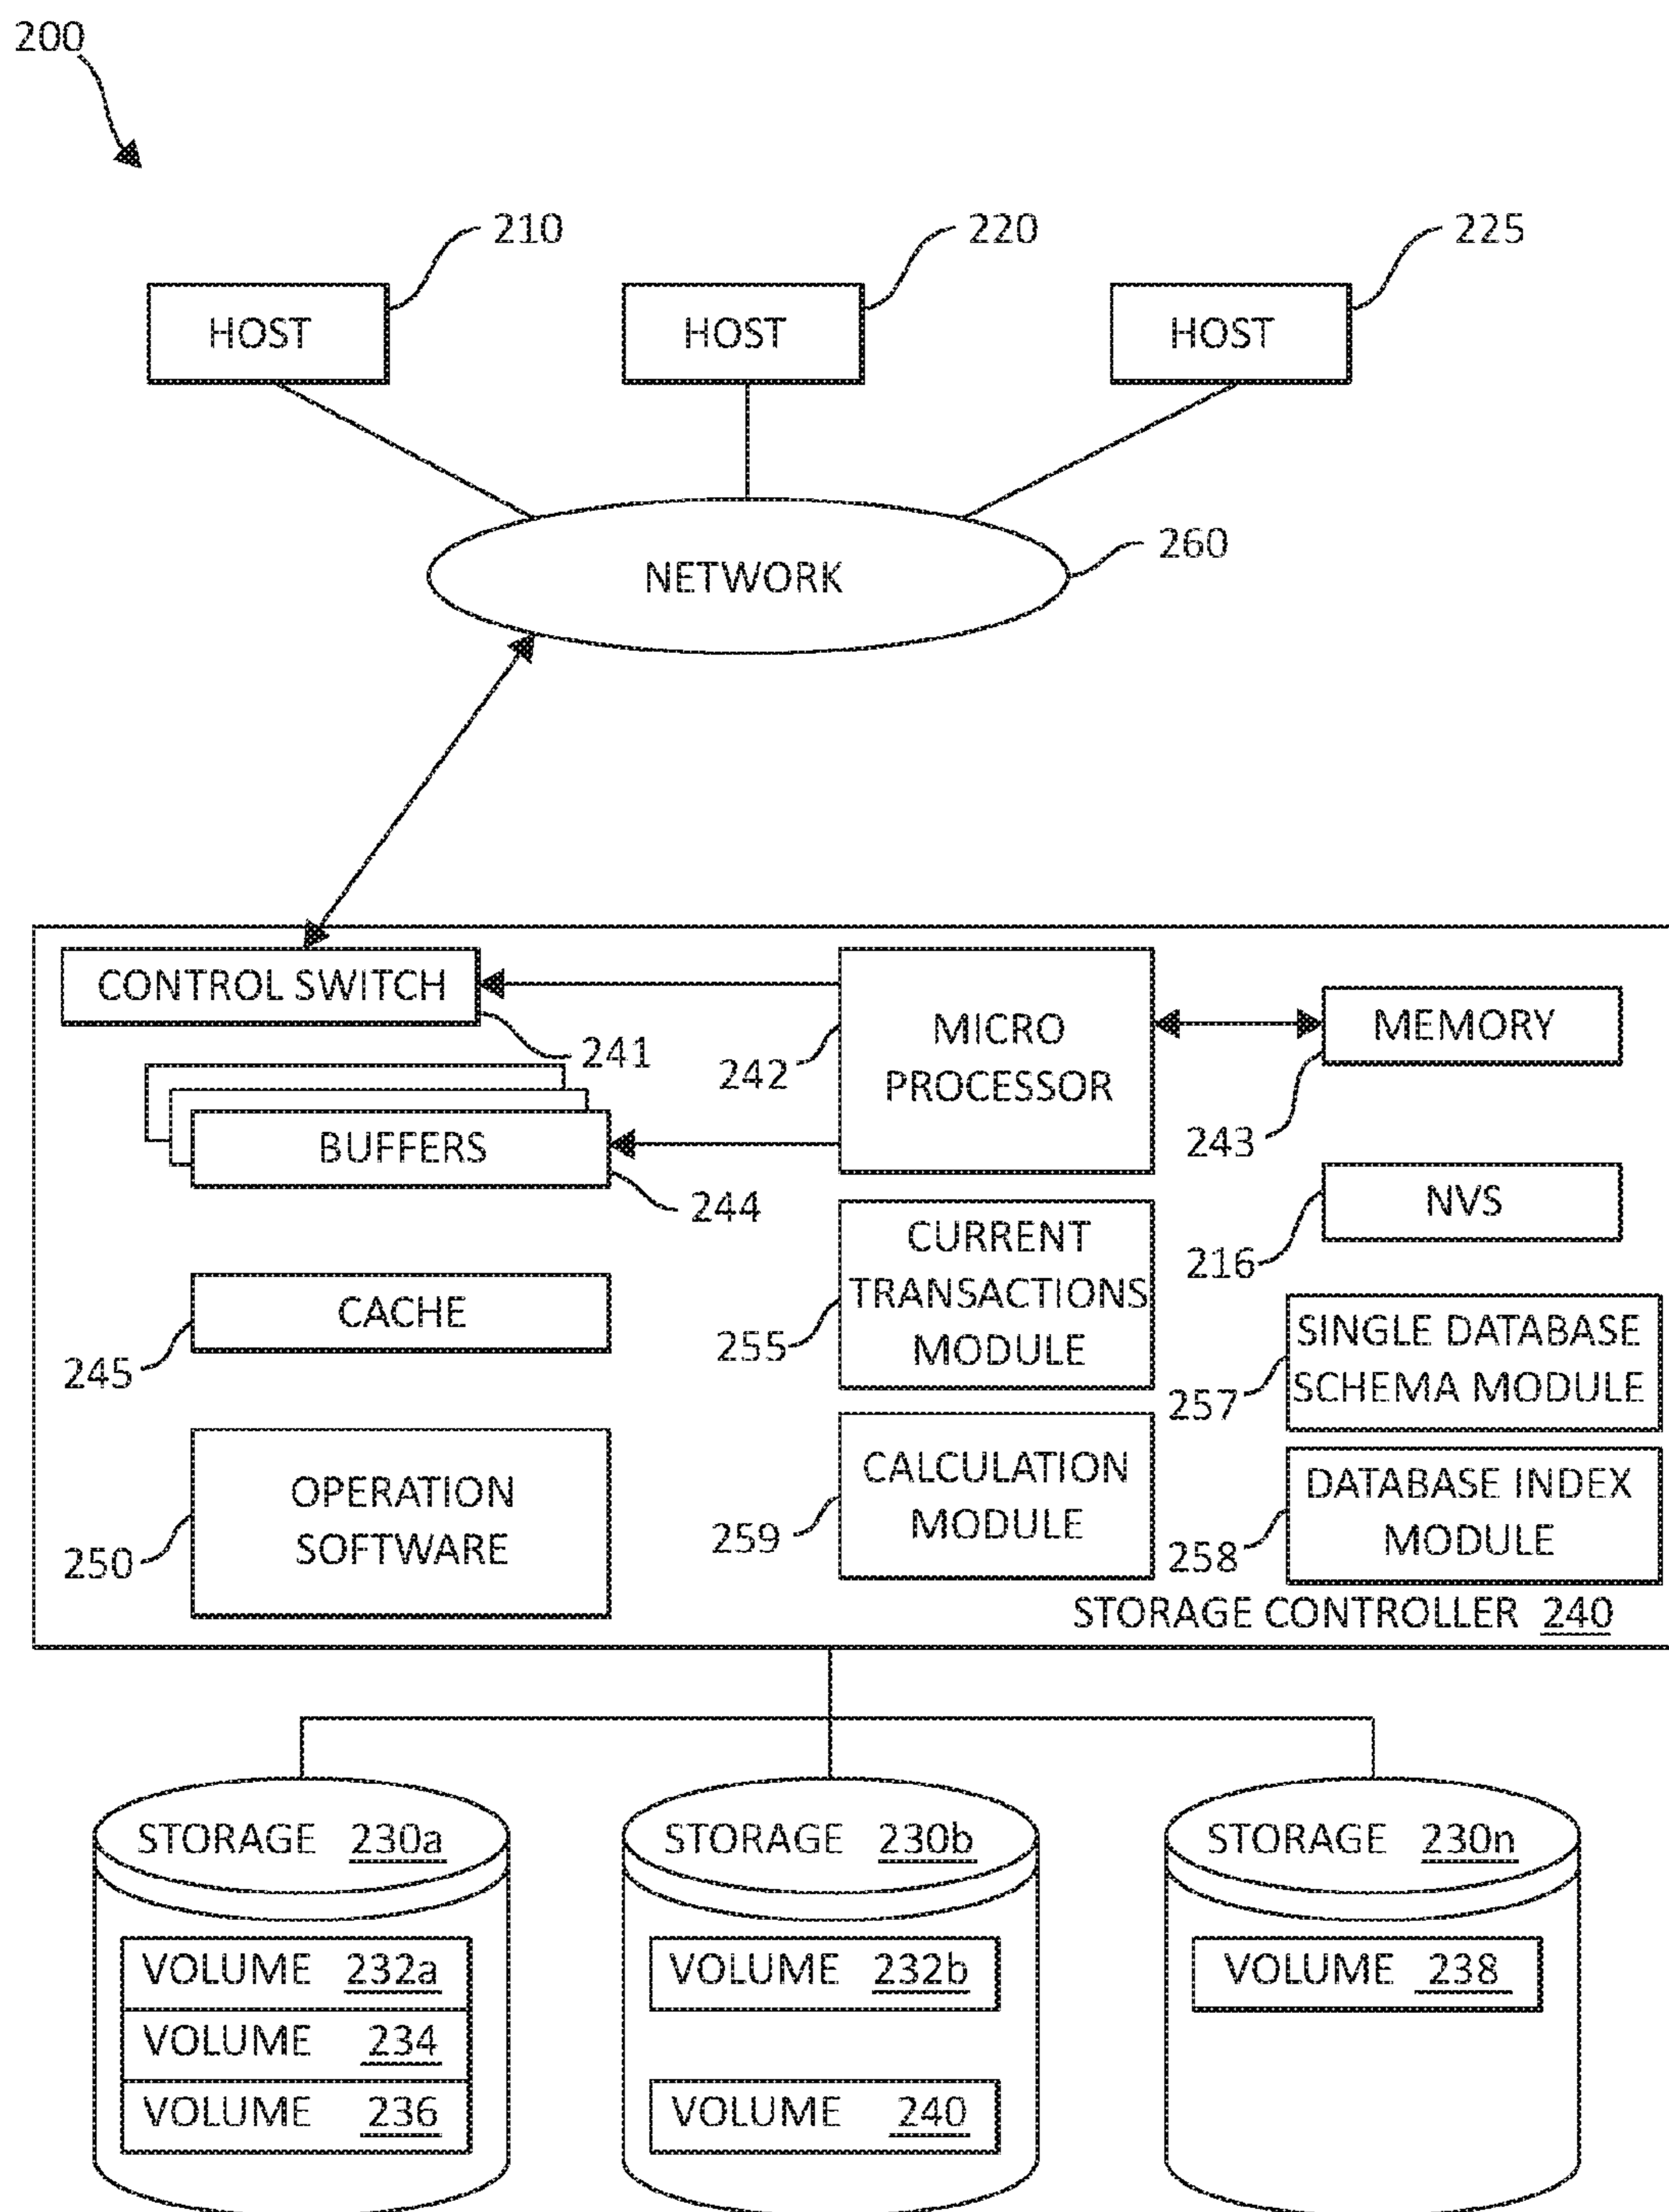 200
210
220
225
HOST
HOST
HOST
260
NETWORK
CONTROL SWITCH
241
MICRO
PROCESSOR
242
MEMORY
243
BUFFERS
244
NVS
216
CURRENT
TRANSACTIONS
MODULE
255
CACHE
245
SINGLE DATABASE
SCHEMA MODULE
257
OPERATION
SOFTWARE
250
CALCULATION
MODULE
259
DATABASE INDEX
MODULE
258
STORAGE CONTROLLER 240
STORAGE 230a
VOLUME 232a
VOLUME 234
VOLUME 236
STORAGE 230b
VOLUME 232b
VOLUME 240
STORAGE 230n
VOLUME 238